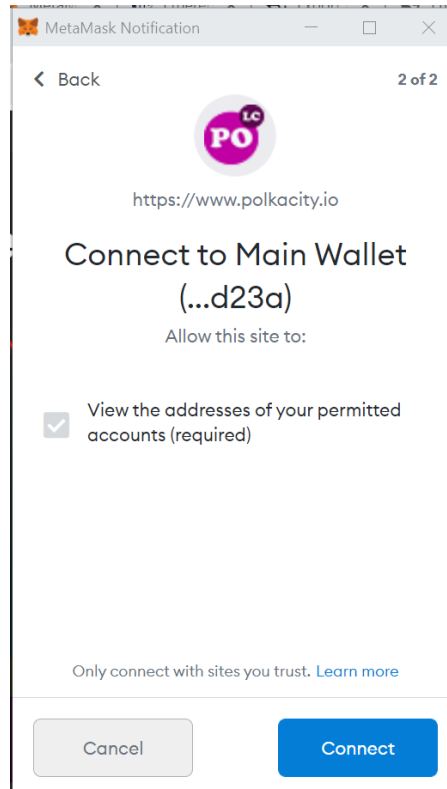 MetaMask Notification
Back
2 of 2
PO
LC
https://www.polkacity.io
Connect to Main Wallet
(...d23a)
Allow this site to:
View the addresses of your permitted
accounts (required)
Only connect with sites you trust. Learn more
Cancel
Connect